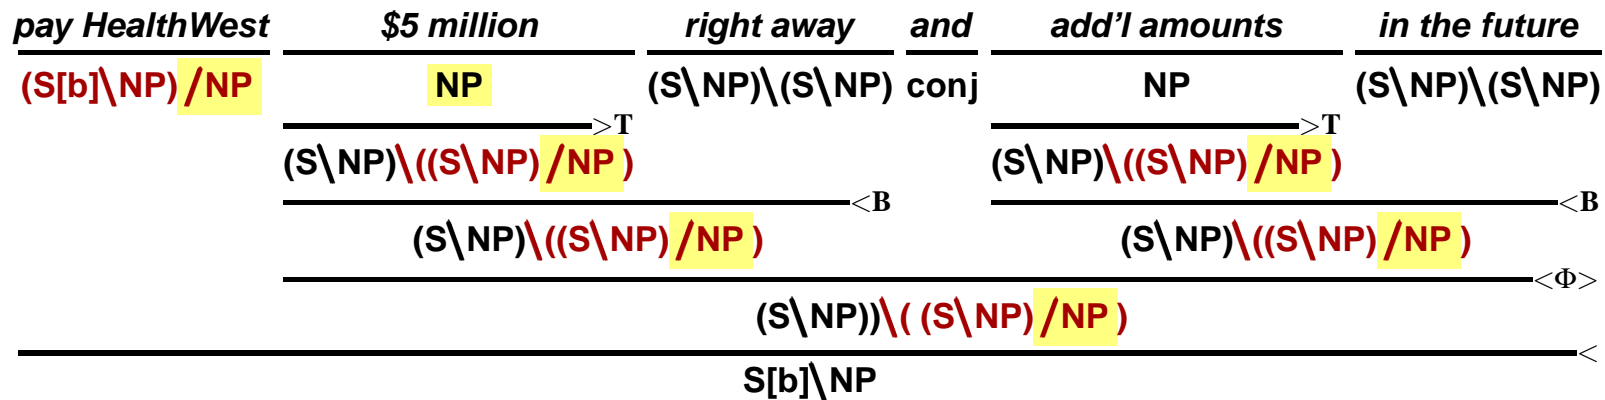 pay HealthWest $5 million right away and add'l amounts in the future
(S[b]\NP)/NP NP (S\NP)\(S\NP) conj NP (S\NP)\(S\NP)
>T >T
(S\NP)\((S\NP)/NP) (S\NP)\((S\NP)/NP)
<B <B
(S\NP)\((S\NP)/NP) (S\NP)\((S\NP)/NP)
<Φ>
(S\NP))\( (S\NP)/NP)
<
S[b]\NP